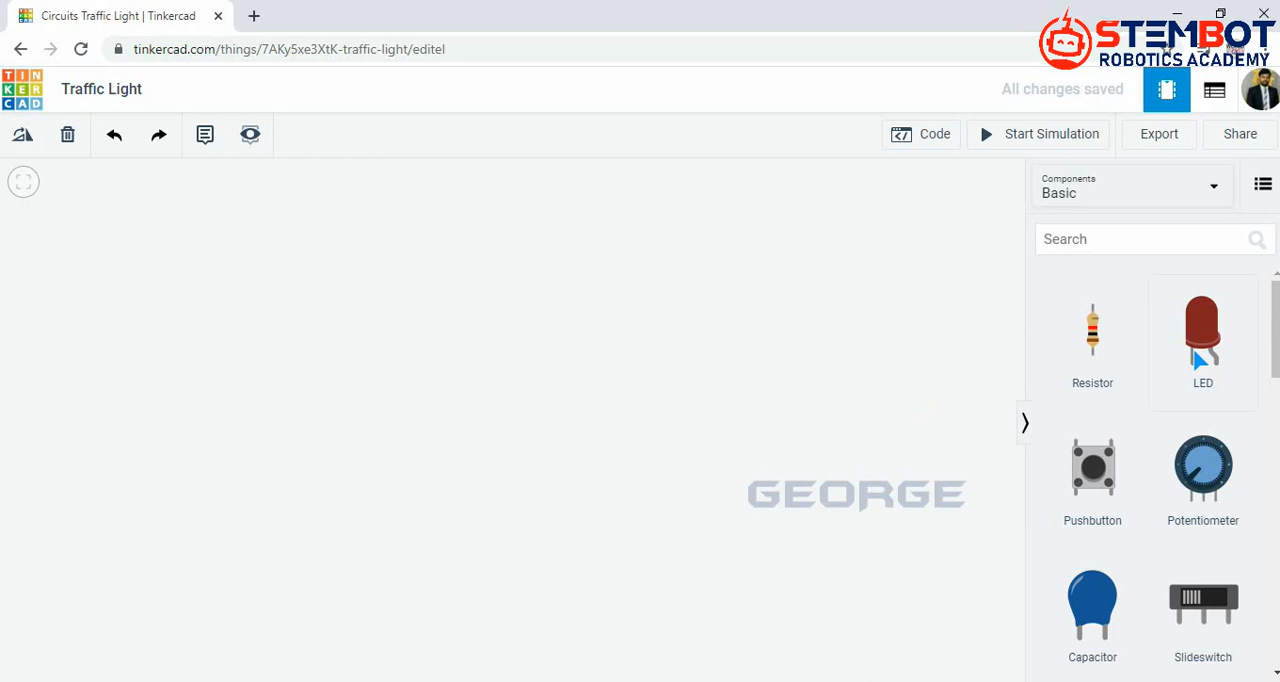 Circuits Traffic Light | Tinkercad
tinkercad.com/things/7AKy5xe3XtK-traffic-light/editel
STEMBOT
ROBOTICS ACADEMY
TIN
KER
CAD
Traffic Light
All changes saved
Code
Start Simulation
Export
Share
Components
Basic
Search
Resistor
LED
Pushbutton
Potentiometer
GEORGE
Capacitor
Slideswitch